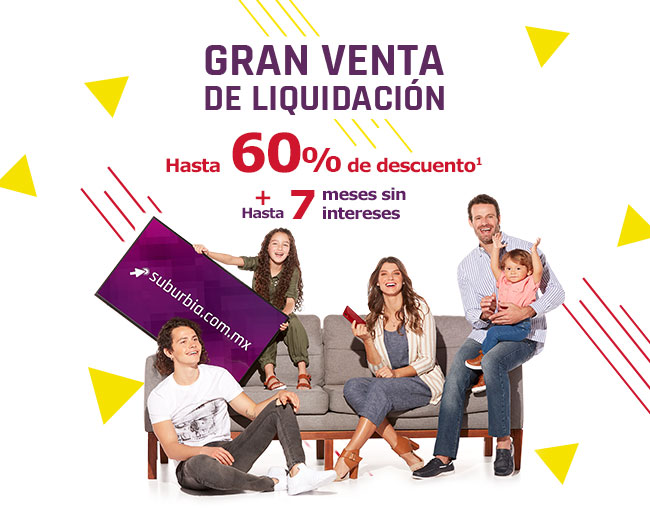 GRAN VENTA
DE LIQUIDACIÓN
Hasta 60% de descuento¹
+
Hasta 7 meses sin
intereses
suburbia.com.mx